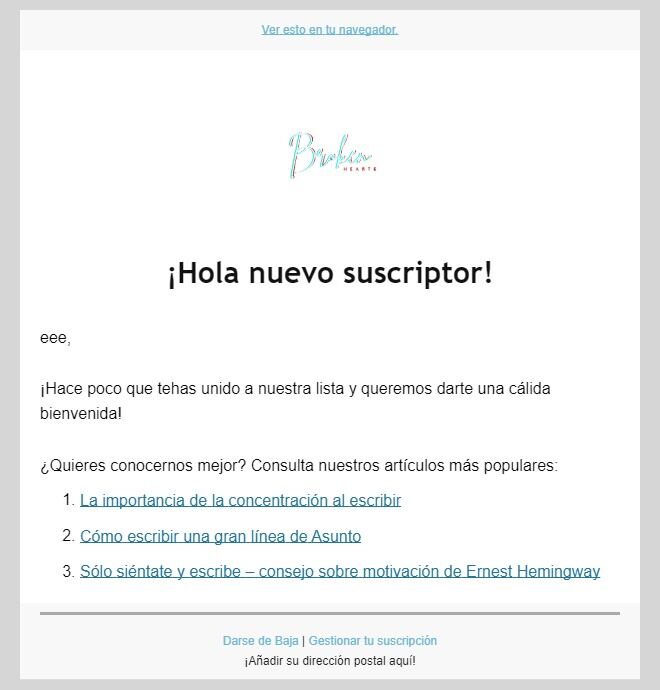 Ver esto en tu navegador.
Broken
HEARTS
¡Hola nuevo suscriptor!
eee,
¡Hace poco que tehas unido a nuestra lista y queremos darte una cálida
bienvenida!
¿Quieres conocernos mejor? Consulta nuestros artículos más populares:
1. La importancia de la concentración al escribir
2. Cómo escribir una gran línea de Asunto
3. Sólo siéntate y escribe – consejo sobre motivación de Ernest Hemingway
Darse de Baja | Gestionar tu suscripción
¡Añadir su dirección postal aquí!